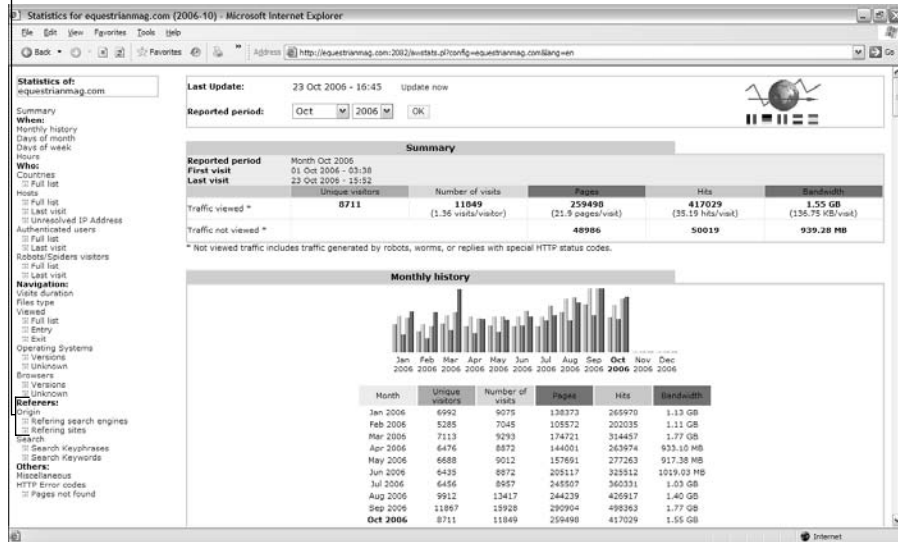 Statistics for equestrianmag.com (2006-10) - Microsoft Internet Explorer
File Edit View Favorites Tools Help
Back Favorites Address http://equestrianmag.com:2082/awstats.pl?config=equestrianmag.com&lang=en Go
Statistics of:
equestrianmag.com
Summary
When:
Monthly history
Days of month
Days of week
Hours
Who:
Countries
Full list
Hosts
Full list
Last visit
Unresolved IP Address
Authenticated users
Full list
Last visit
Robots/Spiders visitors
Full list
Last visit
Navigation:
Visits duration
Files type
Viewed
Full list
Entry
Exit
Operating Systems
Versions
Unknown
Browsers
Versions
Unknown
Referers:
Origin
Refering search engines
Refering sites
Search
Search Keyphrases
Search Keywords
Others:
Miscellaneous
HTTP Error codes
Pages not found
Last Update: 23 Oct 2006 - 16:45 Update now
Reported period: Oct 2006 OK
Summary
Reported period Month Oct 2006
First visit 01 Oct 2006 - 03:38
Last visit 23 Oct 2006 - 15:52
Unique visitors Number of visits Pages Hits Bandwidth
Traffic viewed * 8711 11849 259498 417029 1.55 GB
(1.36 visits/visitor) (21.9 pages/visit) (35.19 hits/visit) (136.75 KB/visit)
Traffic not viewed * 48986 50019 939.28 MB
* Not viewed traffic includes traffic generated by robots, worms, or replies with special HTTP status codes.
Monthly history
Jan Feb Mar Apr May Jun Jul Aug Sep Oct Nov Dec
2006 2006 2006 2006 2006 2006 2006 2006 2006 2006 2006 2006
Month Unique visitors Number of visits Pages Hits Bandwidth
Jan 2006 6992 9075 138373 265970 1.13 GB
Feb 2006 5285 7045 105572 202035 1.11 GB
Mar 2006 7113 9293 174721 314457 1.77 GB
Apr 2006 6476 8872 144001 263974 933.10 MB
May 2006 6688 9012 157691 277263 917.38 MB
Jun 2006 6435 8872 205117 325512 1019.03 MB
Jul 2006 6456 8957 245507 360331 1.03 GB
Aug 2006 9912 13417 244239 426917 1.40 GB
Sep 2006 11867 15928 290904 498363 1.77 GB
Oct 2006 8711 11849 259498 417029 1.55 GB
Internet